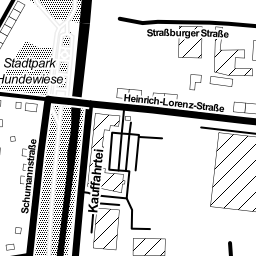 Straßburger Straße
Stadtpark
Hundewiese
Heinrich-Lorenz-Straße
Schumannstraße
Kauffahrtei